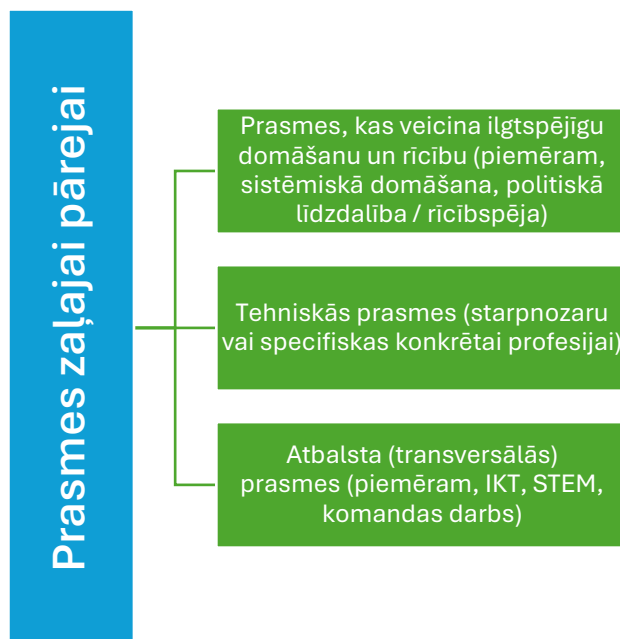 Prasmes zaļajai pārejai
Prasmes, kas veicina ilgtspējīgu
domāšanu un rīcību (piemēram,
sistēmiskā domāšana, politiskā
līdzdalība / rīcībspēja)
Tehniskās prasmes (starpnozaru
vai specifiskas konkrētai profesijai)
Atbalsta (transversālās)
prasmes (piemēram, IKT, STEM,
komandas darbs)